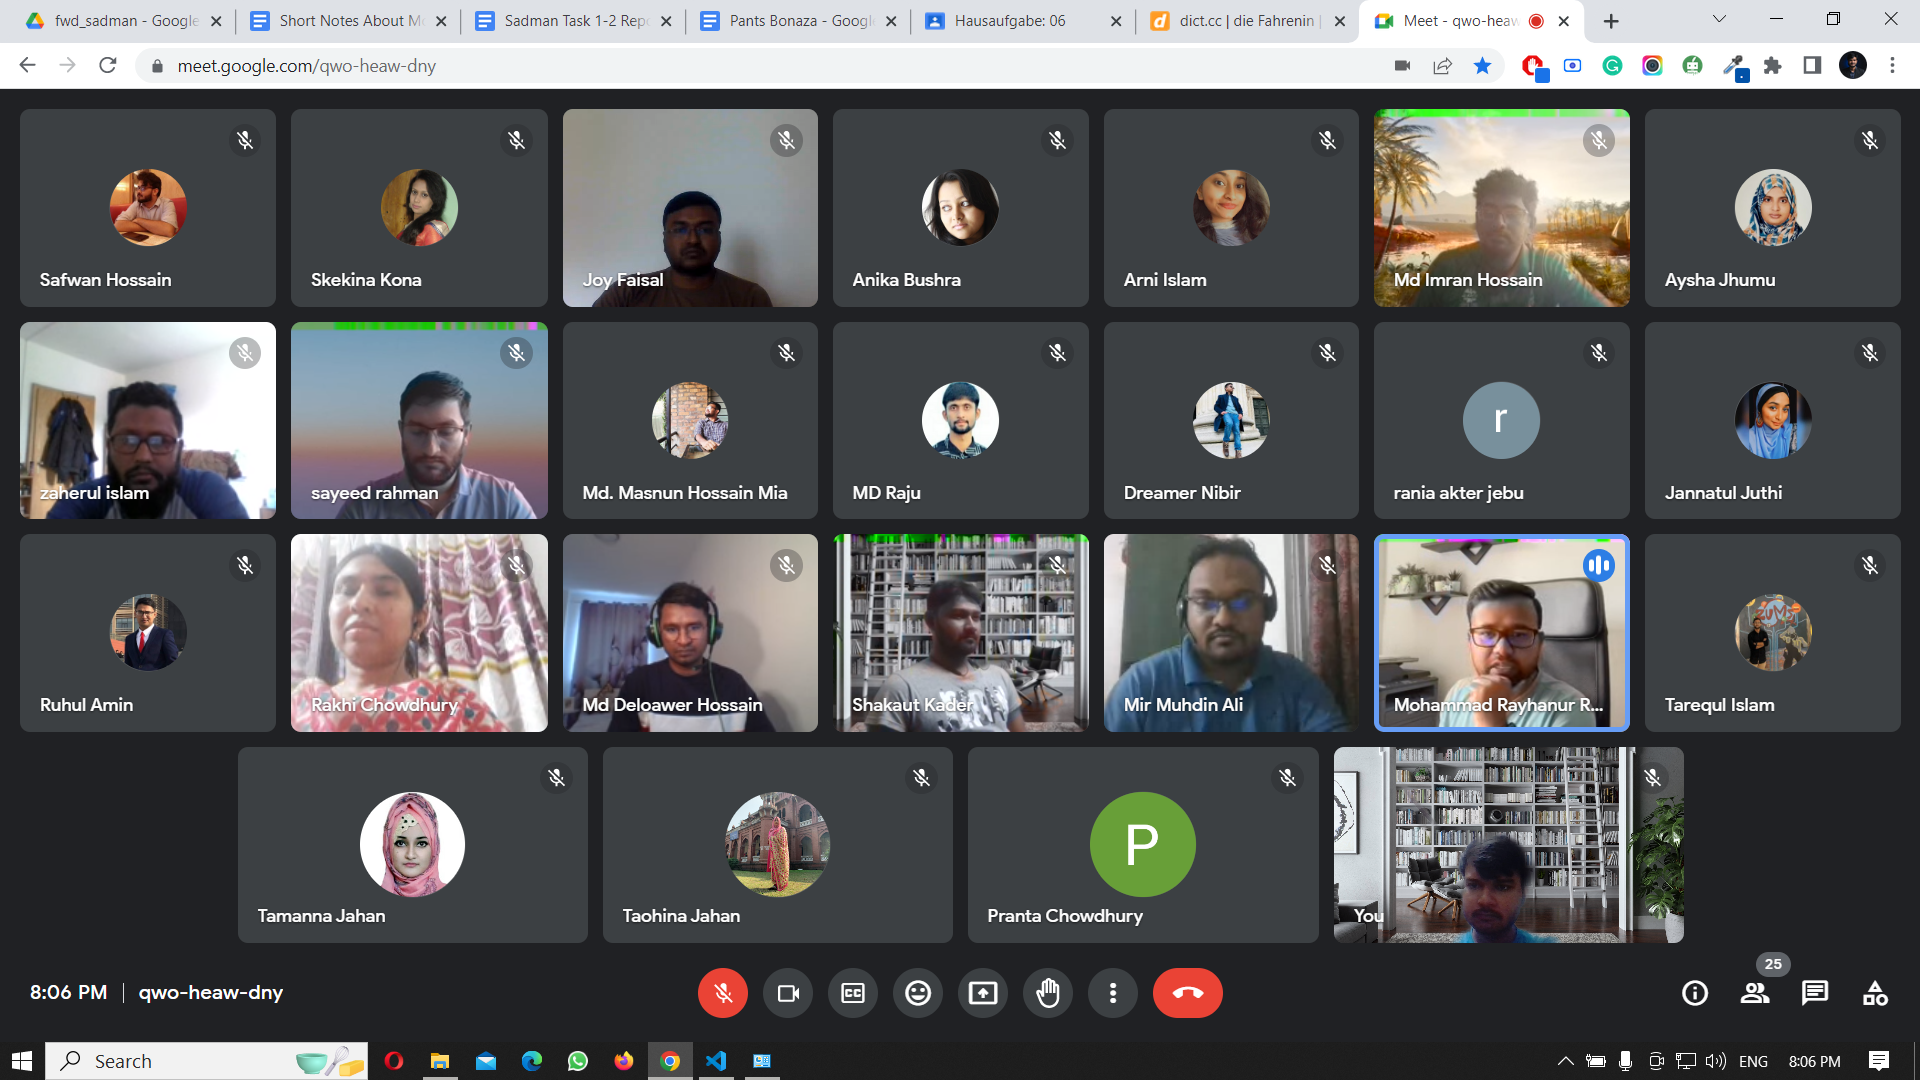 fwd_sadman - Google
Short Notes About M
Sadman Task 1-2 Rep
Pants Bonaza - Googl
Hausaufgabe: 06
dict.cc | die Fahrenin |
Meet - qwo-heaw
meet.google.com/qwo-heaw-dny
Safwan Hossain
Skekina Kona
Joy Faisal
Anika Bushra
Arni Islam
Md Imran Hossain
Aysha Jhumu
zaherul islam
sayeed rahman
Md. Masnun Hossain Mia
MD Raju
Dreamer Nibir
r
rania akter jebu
Jannatul Juthi
Ruhul Amin
Rakhi Chowdhury
Md Deloawer Hossain
Shakaut Kader
Mir Muhdin Ali
Mohammad Rayhanur R...
Tarequl Islam
Tamanna Jahan
Taohina Jahan
P
Pranta Chowdhury
You
8:06 PM | qwo-heaw-dny
CC
25
Search
ENG
8:06 PM